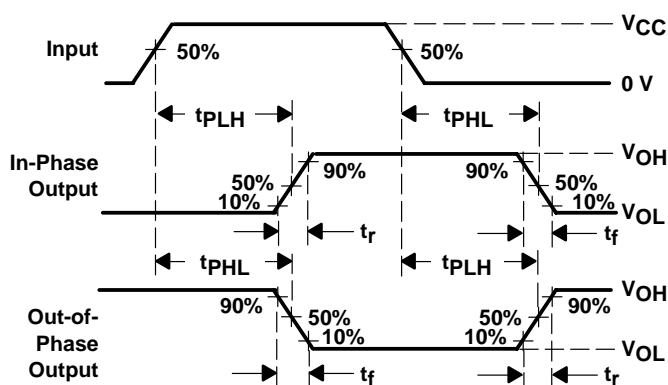 Input
50%
50%
VCC
0 V
tPLH
tPHL
In-Phase
Output
50%
10%
90%
90%
50%
10%
VOH
VOL
tr
tf
tPHL
tPLH
Out-of-
Phase
Output
90%
50%
10%
50%
10%
90%
VOH
VOL
tf
tr